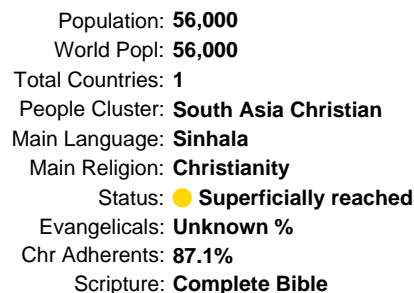 Population: 56,000
World Popl: 56,000
Total Countries: 1
People Cluster: South Asia Christian
Main Language: Sinhala
Main Religion: Christianity
Status: Superficially reached
Evangelicals: Unknown %
Chr Adherents: 87.1%
Scripture: Complete Bible